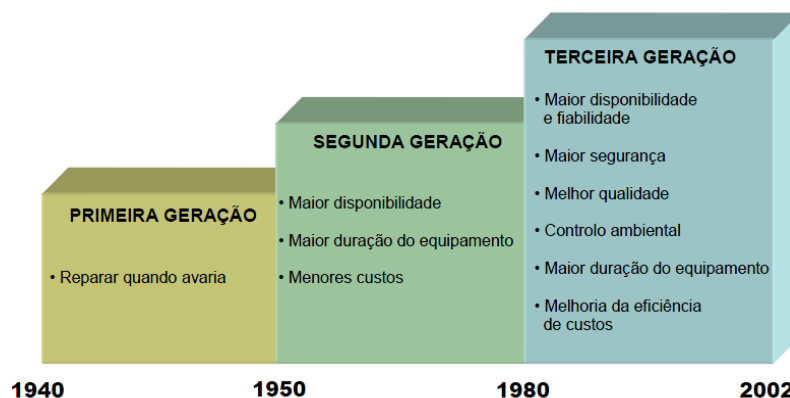 PRIMEIRA GERAÇÃO
• Reparar quando avaria
SEGUNDA GERAÇÃO
• Maior disponibilidade
• Maior duração do equipamento
• Menores custos
TERCEIRA GERAÇÃO
• Maior disponibilidade
e fiabilidade
• Maior segurança
• Melhor qualidade
• Controlo ambiental
• Maior duração do equipamento
• Melhoria da eficiência
de custos
1940
1950
1980
2002